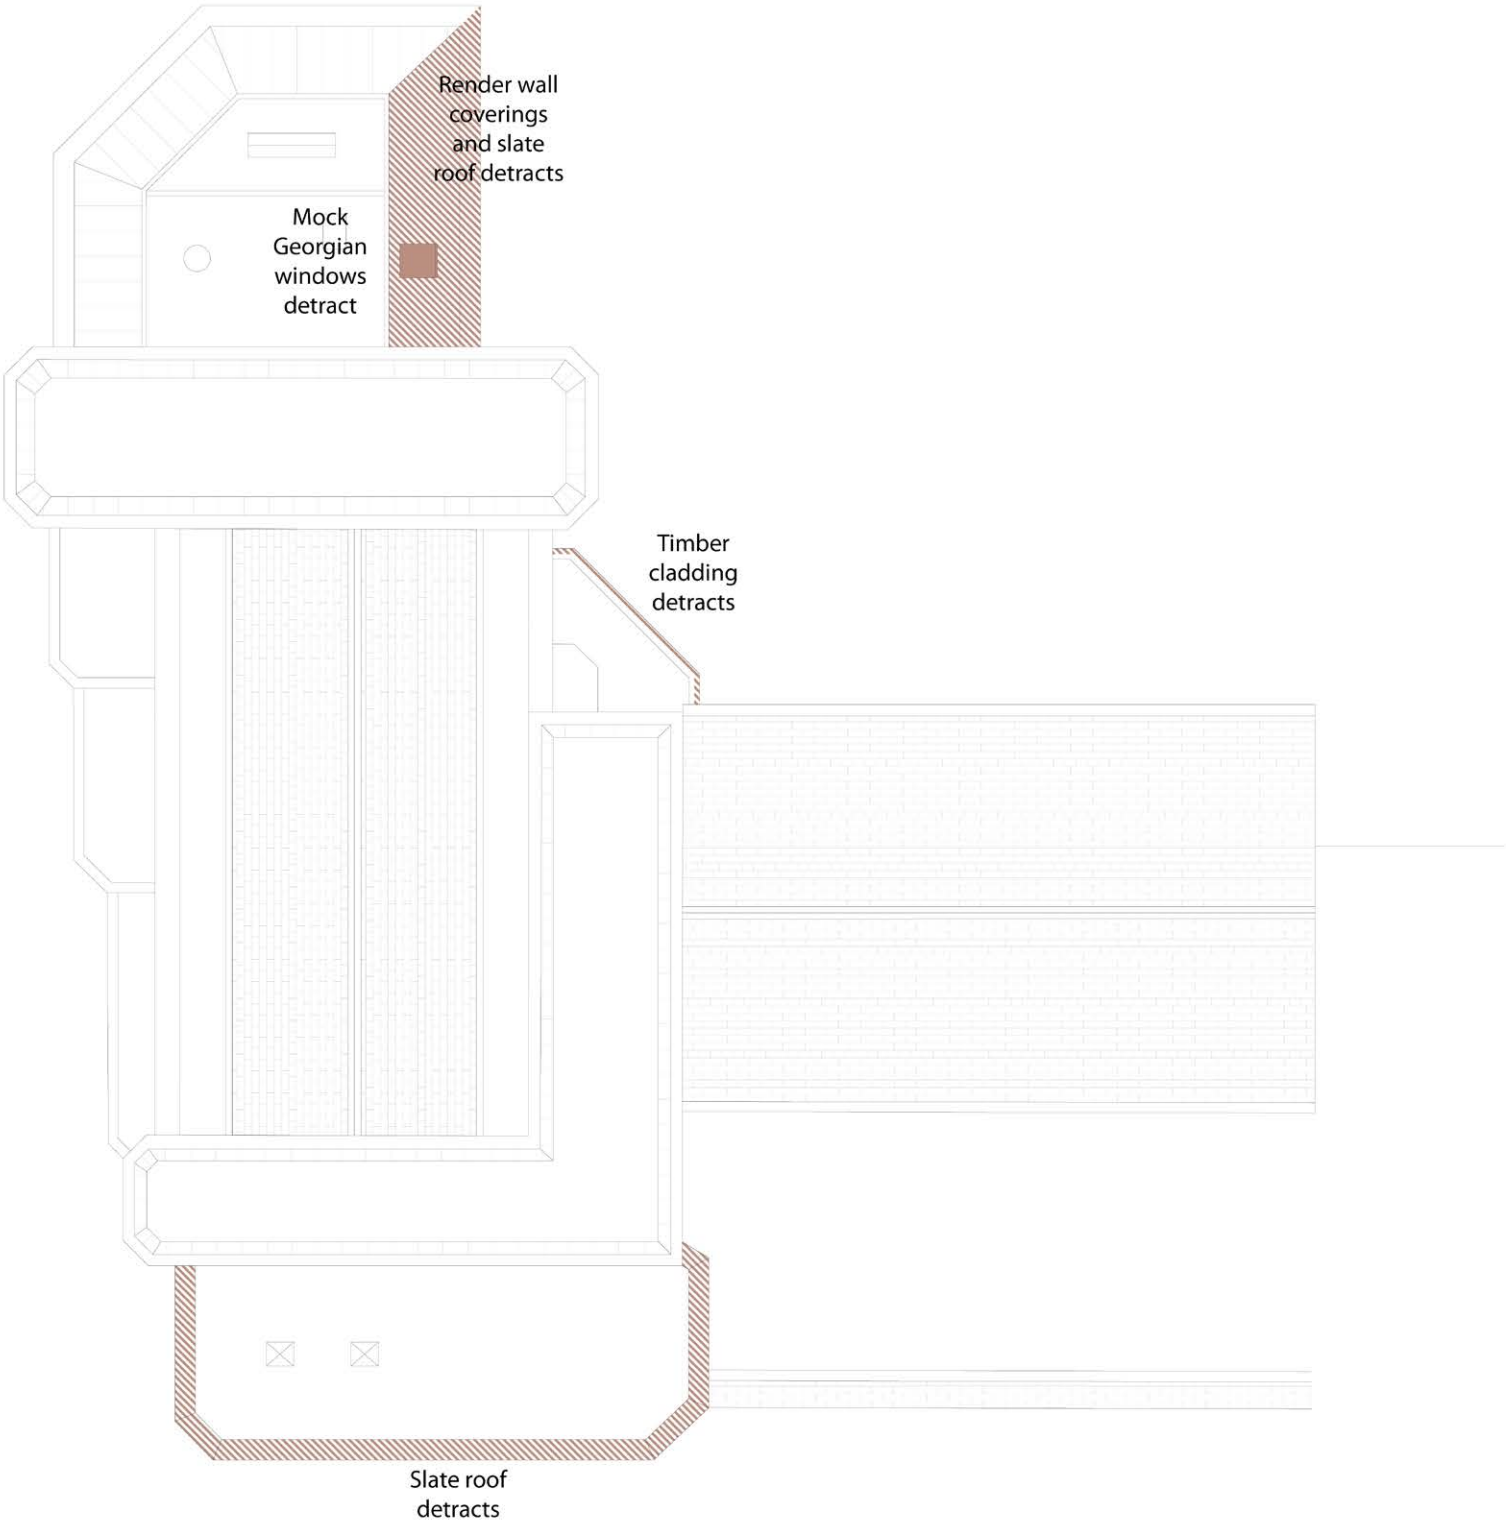 Render wall
coverings
and slate
roof detracts
Mock
Georgian
windows
detract
Timber
cladding
detracts
Slate roof
detracts